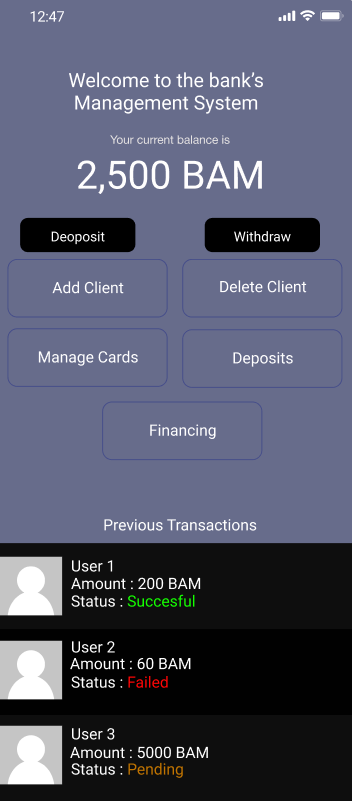 12:47
Welcome to the bank's
Management System
Your current balance is
2,500 BAM
Deoposit
Withdraw
Add Client
Delete Client
Manage Cards
Deposits
Financing
Previous Transactions
User 1
Amount : 200 BAM
Status : Succesful
User 2
Amount : 60 BAM
Status : Failed
User 3
Amount : 5000 BAM
Status : Pending